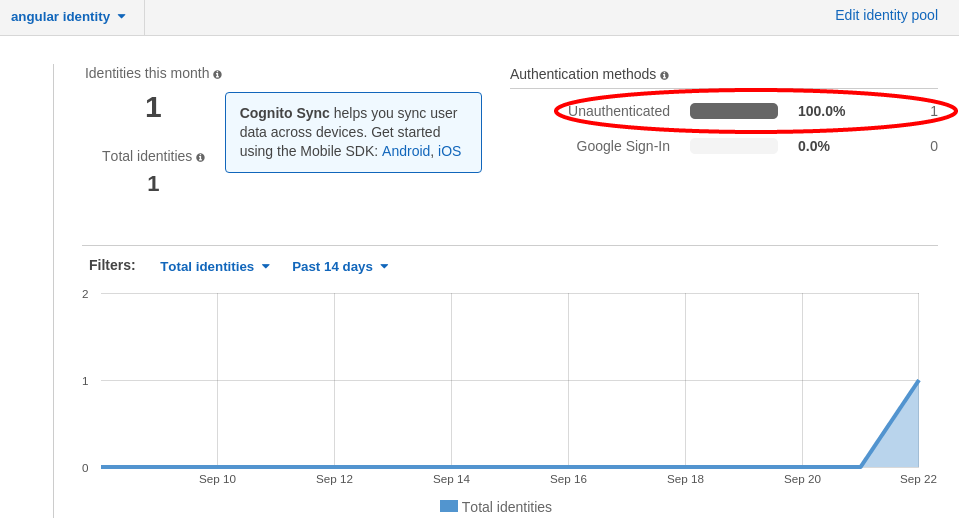 angular identity
Edit identity pool
Identities this month
1
Total identities
1
Cognito Sync helps you sync user
data across devices. Get started
using the Mobile SDK: Android, iOS
Authentication methods
Unauthenticated 100.0% 1
Google Sign-In 0.0% 0
Filters: Total identities Past 14 days
2
1
0
Sep 10 Sep 12 Sep 14 Sep 16 Sep 18 Sep 20 Sep 22
Total identities